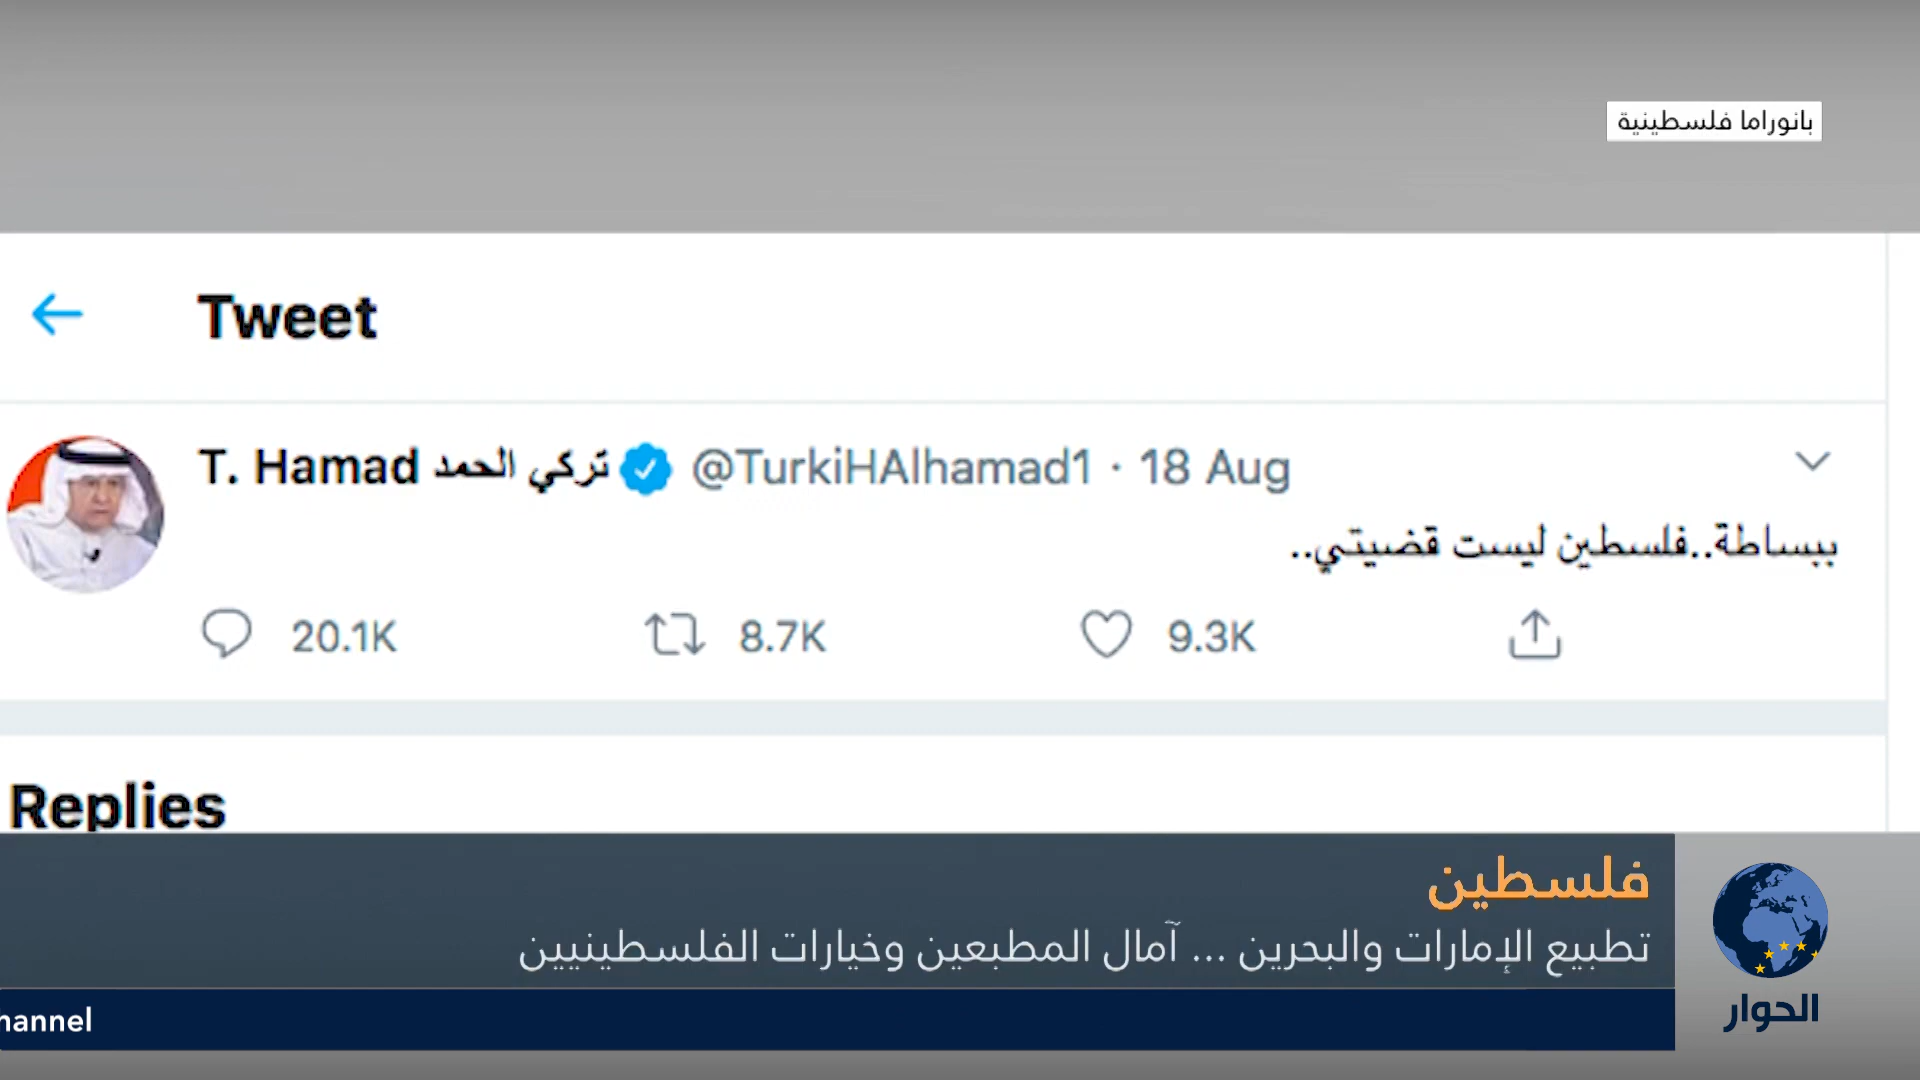 بانوراما فلسطينية
Tweet
T. Hamad تركي الحمد @TurkiHAlhamad1 · 18 Aug
ببساطة..فلسطين ليست قضيتي..
20.1K 8.7K 9.3K
Replies
فلسطين
تطبيع الإمارات والبحرين ... آمال المطبعين وخيارات الفلسطينيين
hannel
الحوار